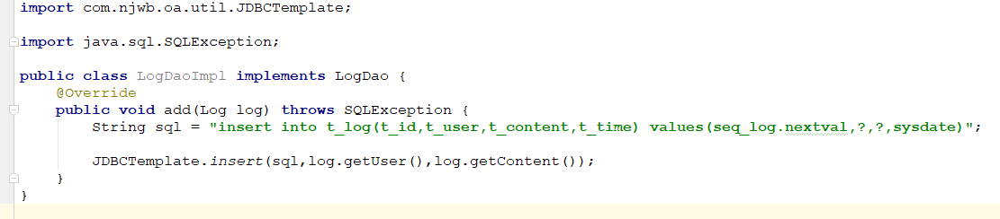 import com.njwb.oa.util.JDBCTemplate;
import java.sql.SQLException;
public class LogDaoImpl implements LogDao {
@Override
public void add(Log log) throws SQLException {
String sql = "insert into t_log(t_id,t_user,t_content,t_time) values(seq_log.nextval,?,?,sysdate)";
JDBCTemplate.insert(sql,log.getUser(),log.getContent());
}
}